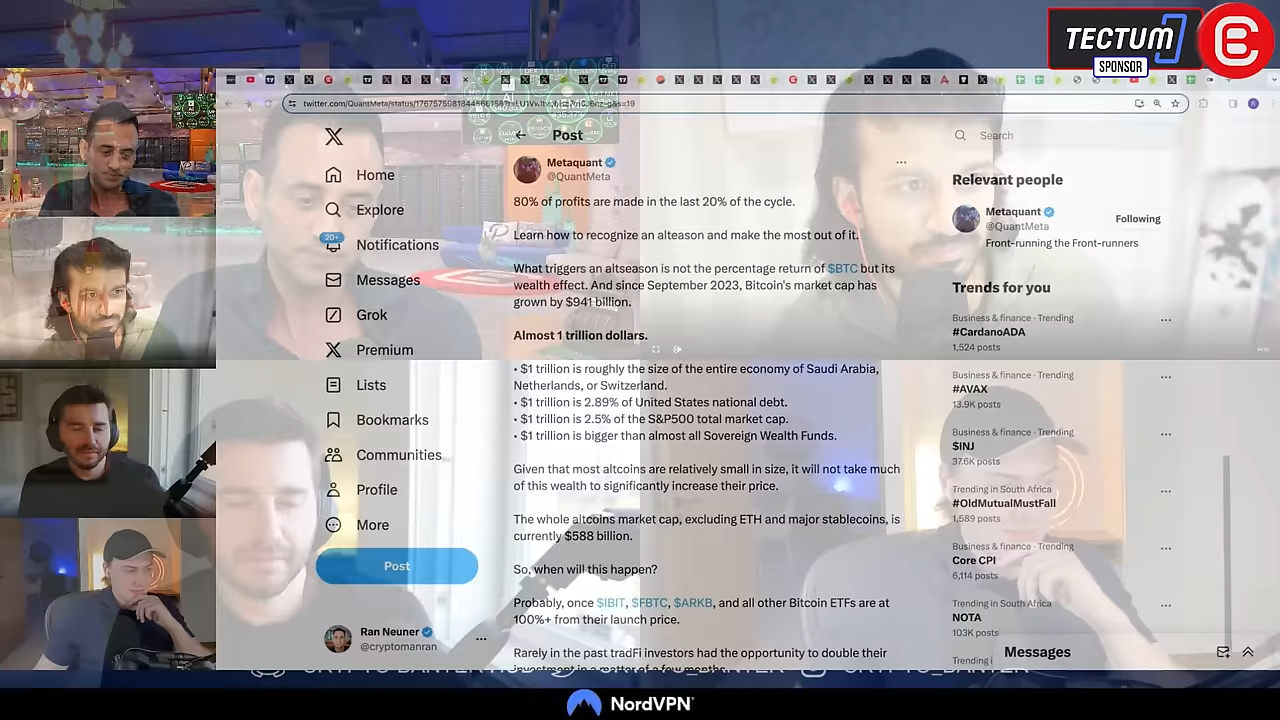 TECTUM
SPONSOR
Post
Search
Home
Explore
20+
Notifications
Messages
Grok
Premium
Lists
Bookmarks
Communities
Profile
More
Post
Ran Neuner
@cryptomanran
Metaquant
@QuantMeta
80% of profits are made in the last 20% of the cycle.
Learn how to recognize an alteason and make the most out of it.
What triggers an altseason is not the percentage return of $BTC but its
wealth effect. And since September 2023, Bitcoin's market cap has
grown by $941 billion.
Almost 1 trillion dollars.
• $1 trillion is roughly the size of the entire economy of Saudi Arabia,
Netherlands, or Switzerland.
• $1 trillion is 2.89% of United States national debt.
• $1 trillion is 2.5% of the S&P500 total market cap.
• $1 trillion is bigger than almost all Sovereign Wealth Funds.
Given that most altcoins are relatively small in size, it will not take much
of this wealth to significantly increase their price.
The whole altcoins market cap, excluding ETH and major stablecoins, is
currently $588 billion.
So, when will this happen?
Probably, once $IBIT, $FBTC, $ARKB, and all other Bitcoin ETFs are at
100%+ from their launch price.
Rarely in the past tradFi investors had the opportunity to double their
investment in a matter of a few months.
Relevant people
Metaquant
@QuantMeta
Following
Front-running the Front-runners
Trends for you
Business & finance · Trending
#CardanoADA
1,524 posts
Business & finance · Trending
#AVAX
13.9K posts
Business & finance · Trending
$INJ
37.6K posts
Trending in South Africa
#OldMutualMustFall
1,589 posts
Business & finance · Trending
Core CPI
6,114 posts
Trending in South Africa
NOTA
103K posts
Trending i
Messages
NordVPN